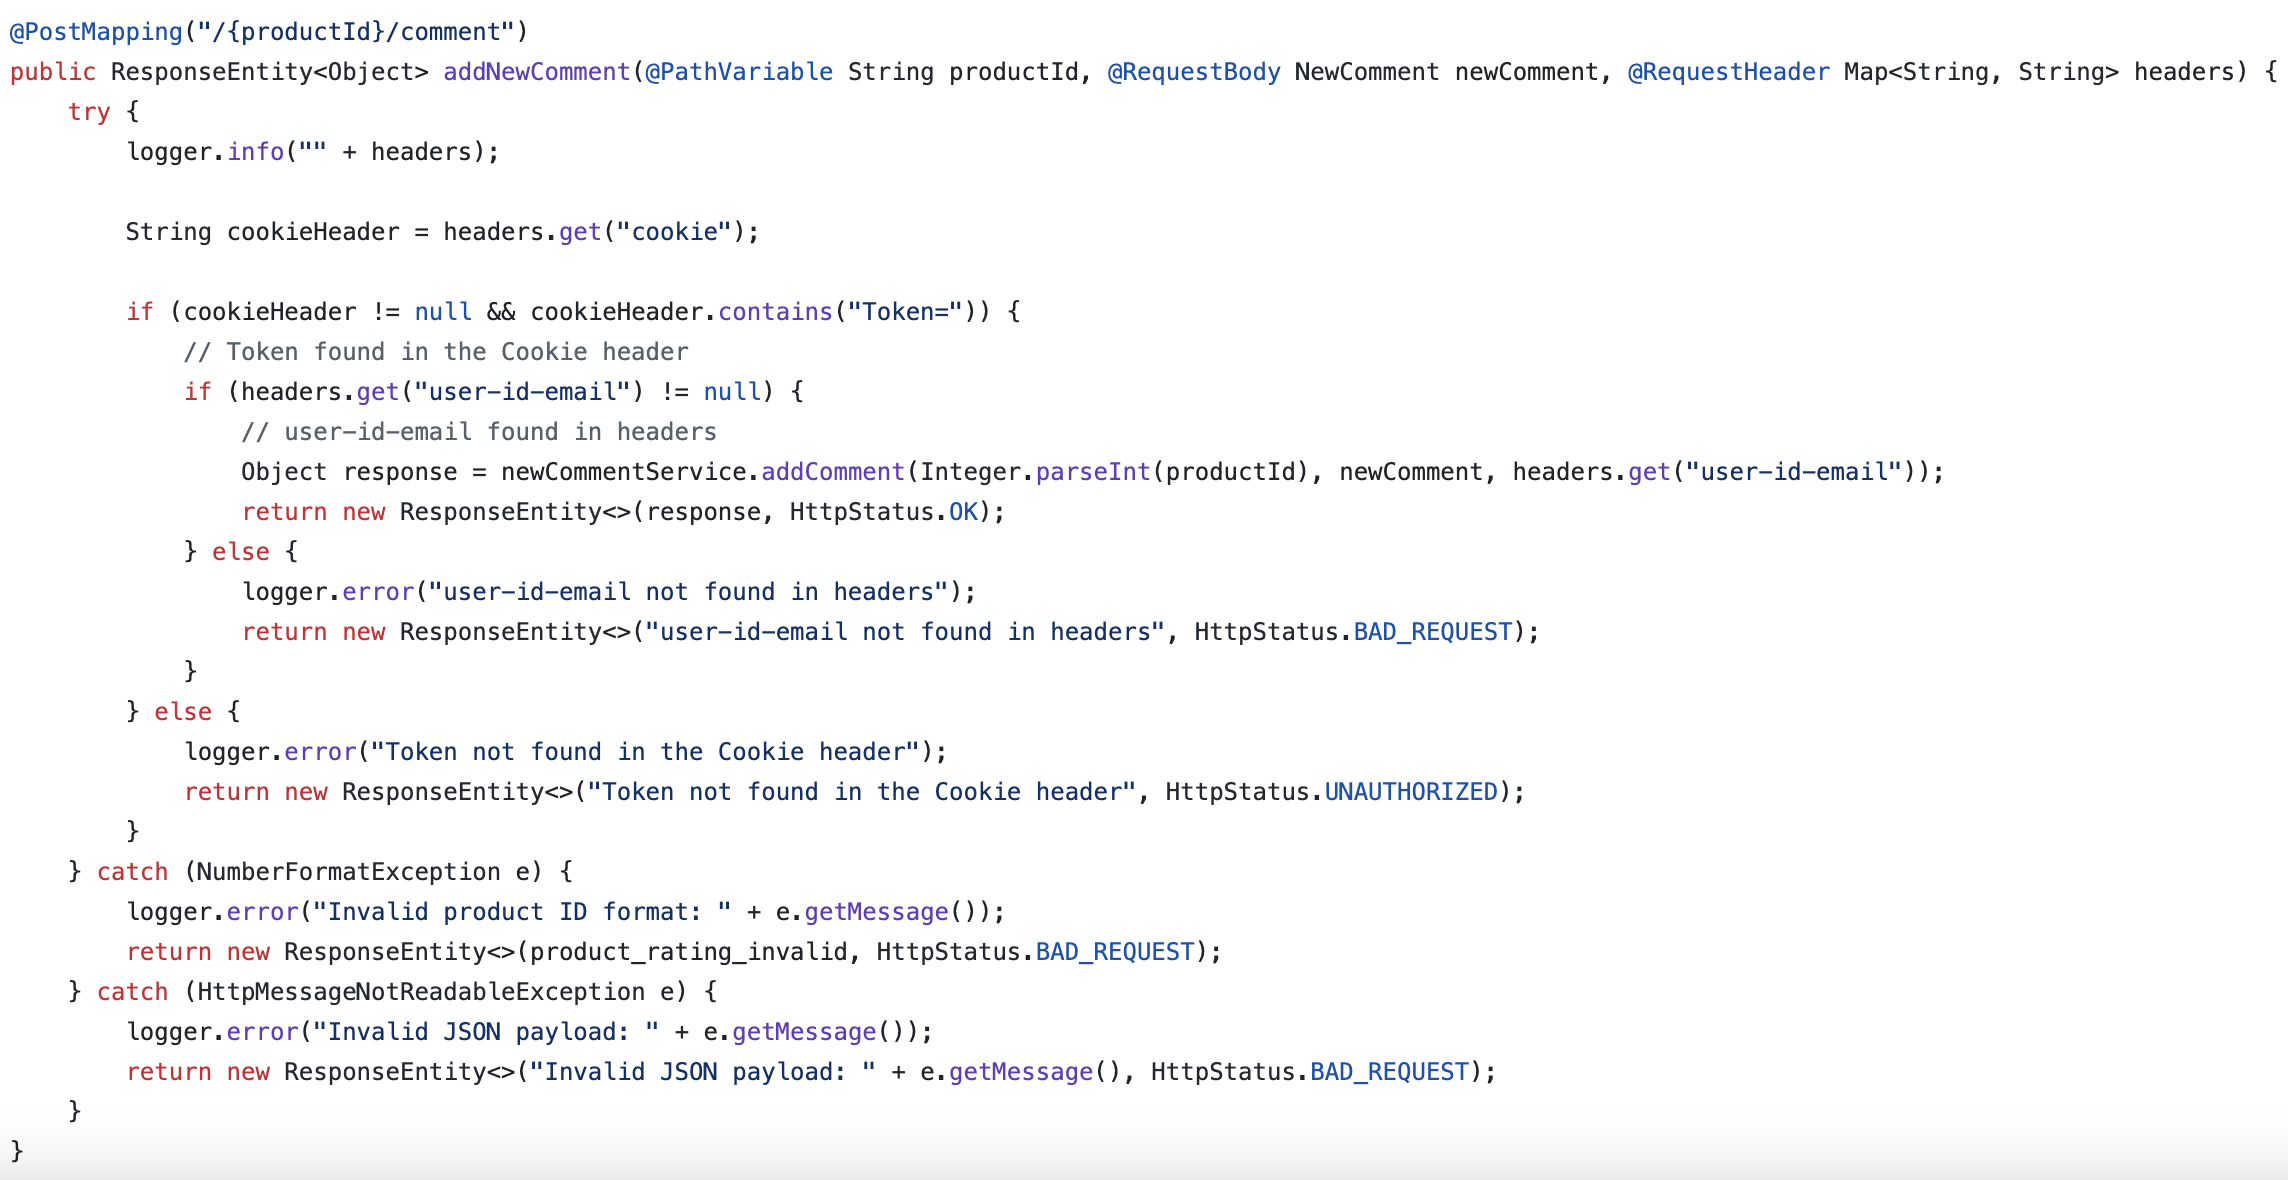 @PostMapping("/{productId}/comment")
public ResponseEntity<Object> addNewComment(@PathVariable String productId, @RequestBody NewComment newComment, @RequestHeader Map<String, String> headers) {
    try {
        logger.info("" + headers);

        String cookieHeader = headers.get("cookie");

        if (cookieHeader != null && cookieHeader.contains("Token=")) {
            // Token found in the Cookie header
            if (headers.get("user-id-email") != null) {
                // user-id-email found in headers
                Object response = newCommentService.addComment(Integer.parseInt(productId), newComment, headers.get("user-id-email"));
                return new ResponseEntity<>(response, HttpStatus.OK);
            } else {
                logger.error("user-id-email not found in headers");
                return new ResponseEntity<>("user-id-email not found in headers", HttpStatus.BAD_REQUEST);
            }
        } else {
            logger.error("Token not found in the Cookie header");
            return new ResponseEntity<>("Token not found in the Cookie header", HttpStatus.UNAUTHORIZED);
        }
    } catch (NumberFormatException e) {
        logger.error("Invalid product ID format: " + e.getMessage());
        return new ResponseEntity<>(product_rating_invalid, HttpStatus.BAD_REQUEST);
    } catch (HttpMessageNotReadableException e) {
        logger.error("Invalid JSON payload: " + e.getMessage());
        return new ResponseEntity<>("Invalid JSON payload: " + e.getMessage(), HttpStatus.BAD_REQUEST);
    }
}